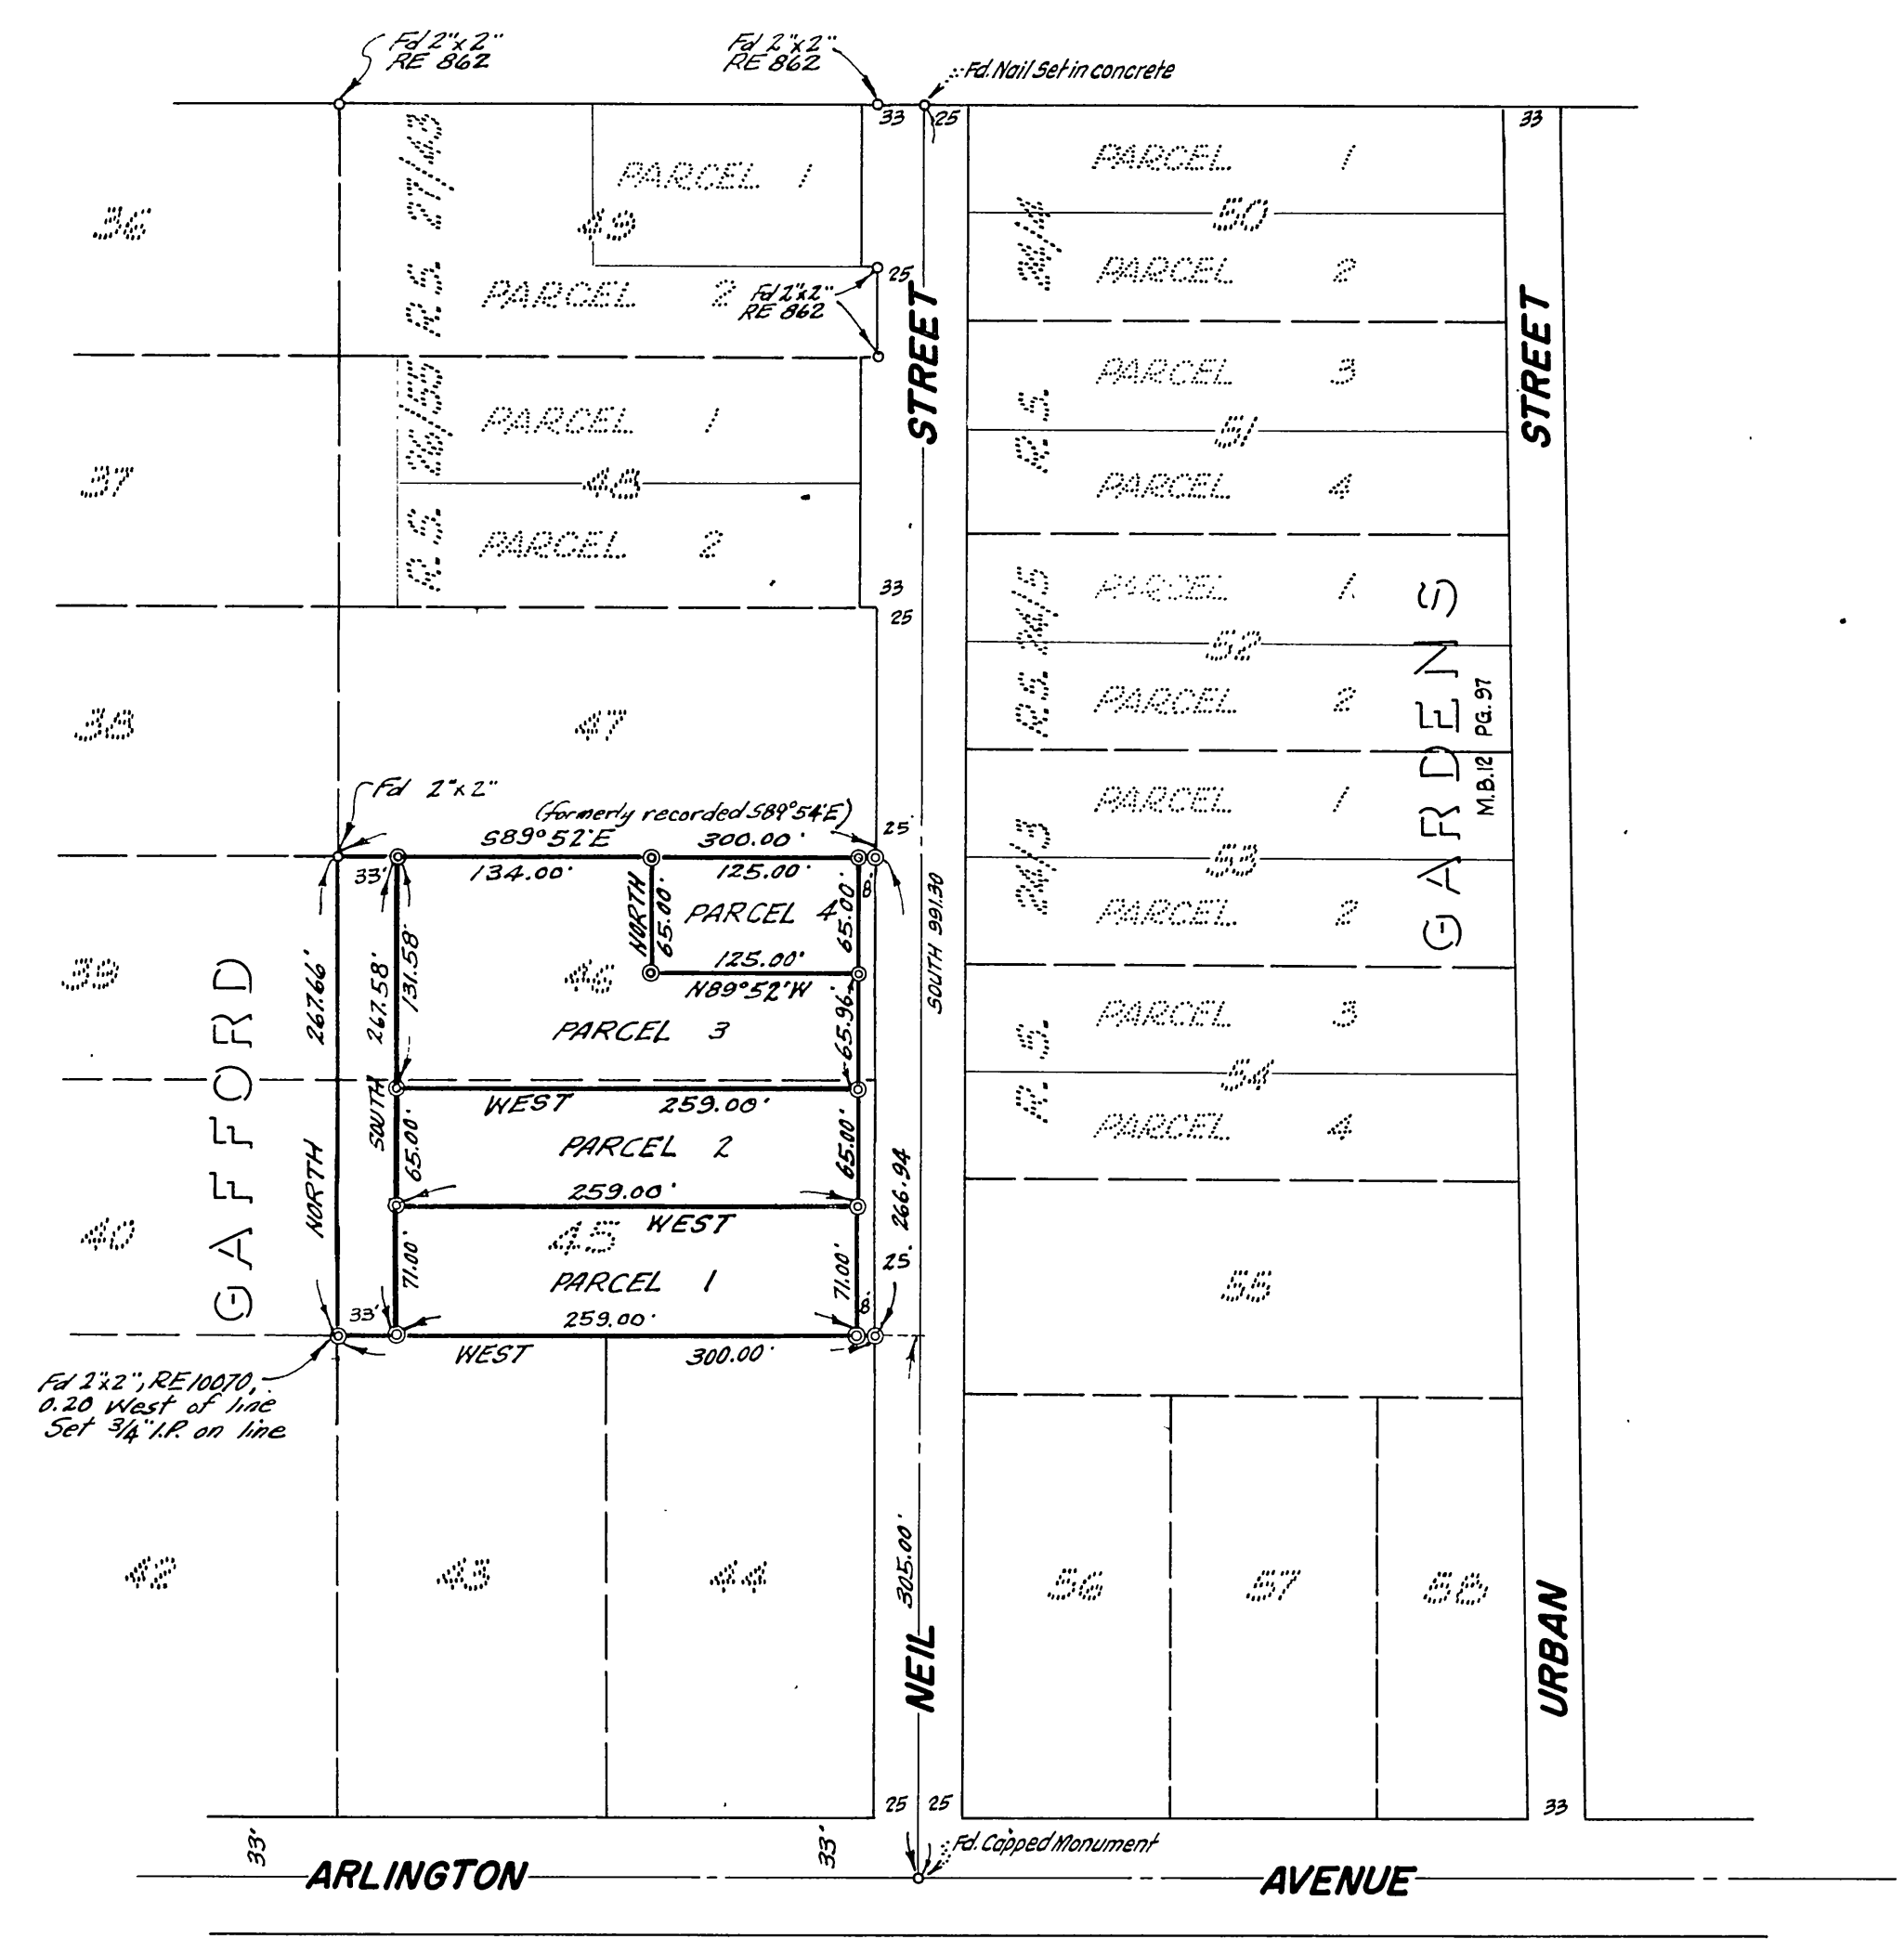 Fd 2"x2"
RE 862
Fd 2"x2"
RE 862
Fd. Nail Set in concrete
33
25
33
R.S. 27/43
PARCEL 1
49
PARCEL 2
25
Fd 2"x2"
RE 862
36
PARCEL 1
50
PARCEL 2
R.S.
PARCEL 3
51
PARCEL 4
STREET
STREET
R.S.
PARCEL 1
48
PARCEL 2
37
33
25
R.S. 24/5
PARCEL 1
52
PARCEL 2
38
47
GARDENS
M.B.12 PG. 97
Fd 2"x2"
(formerly recorded S89°54'E)
25'
S89°52'E 300.00'
33'
134.00'
125.00'
8'
NORTH
65.00'
PARCEL 4
65.00'
125.00'
N89°52'W
SOUTH 991.30
R.S. 24/3
PARCEL 1
53
PARCEL 2
39
267.66'
267.58'
131.58'
46
65.96'
PARCEL 3
PARCEL 3
54
PARCEL 4
GAFFORD
NORTH
SOUTH
WEST 259.00'
PARCEL 2
65.00'
65.00'
259.00'
WEST
266.94
40
45
71.00'
PARCEL 1
71.00'
25'
8'
33'
259.00'
WEST 300.00'
55
Fd 2"x2", RE10070,
0.20 West of line
Set 3/4" I.P. on line
305.00'
42
43
44
56
57
58
NEIL
URBAN
25
25
33
33'
33'
Fd. Capped Monument
ARLINGTON AVENUE